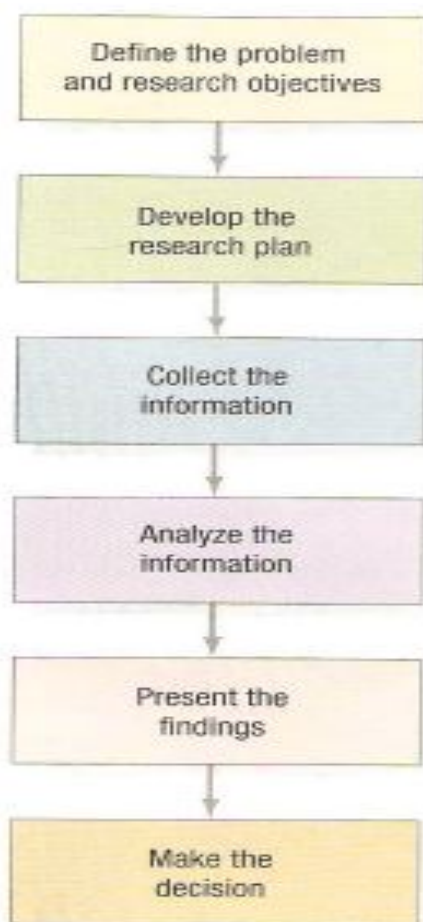 Define the problem
and research objectives
Develop the
research plan
Collect the
information
Analyze the
information
Present the
findings
Make the
decision